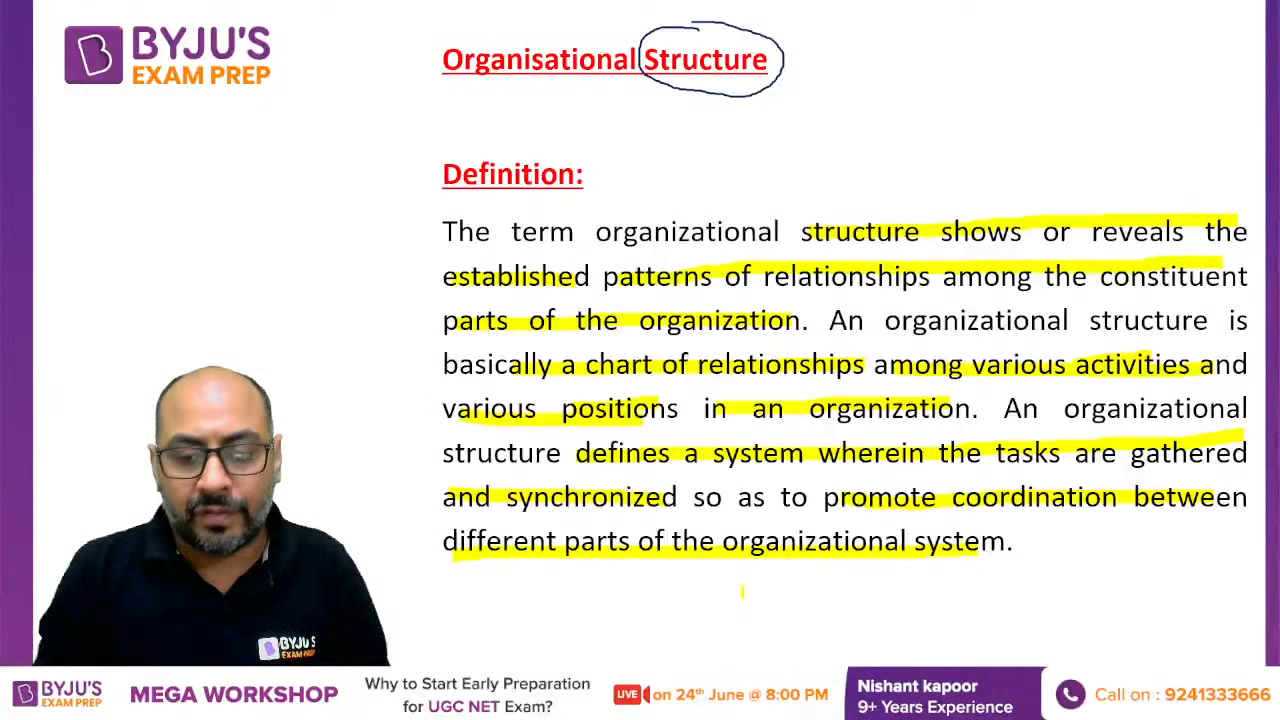 BYJU'S
EXAM PREP
Organisational Structure
Definition:
The term organizational structure shows or reveals the
established patterns of relationships among the constituent
parts of the organization. An organizational structure is
basically a chart of relationships among various activities and
various positions in an organization. An organizational
structure defines a system wherein the tasks are gathered
and synchronized so as to promote coordination between
different parts of the organizational system.
BYJU'S
EXAM PREP
BYJU'S
EXAM PREP
MEGA WORKSHOP
Why to Start Early Preparation
for UGC NET Exam?
LIVE on 24th June @ 8:00 PM
Nishant kapoor
9+ Years Experience
Call on : 9241333666